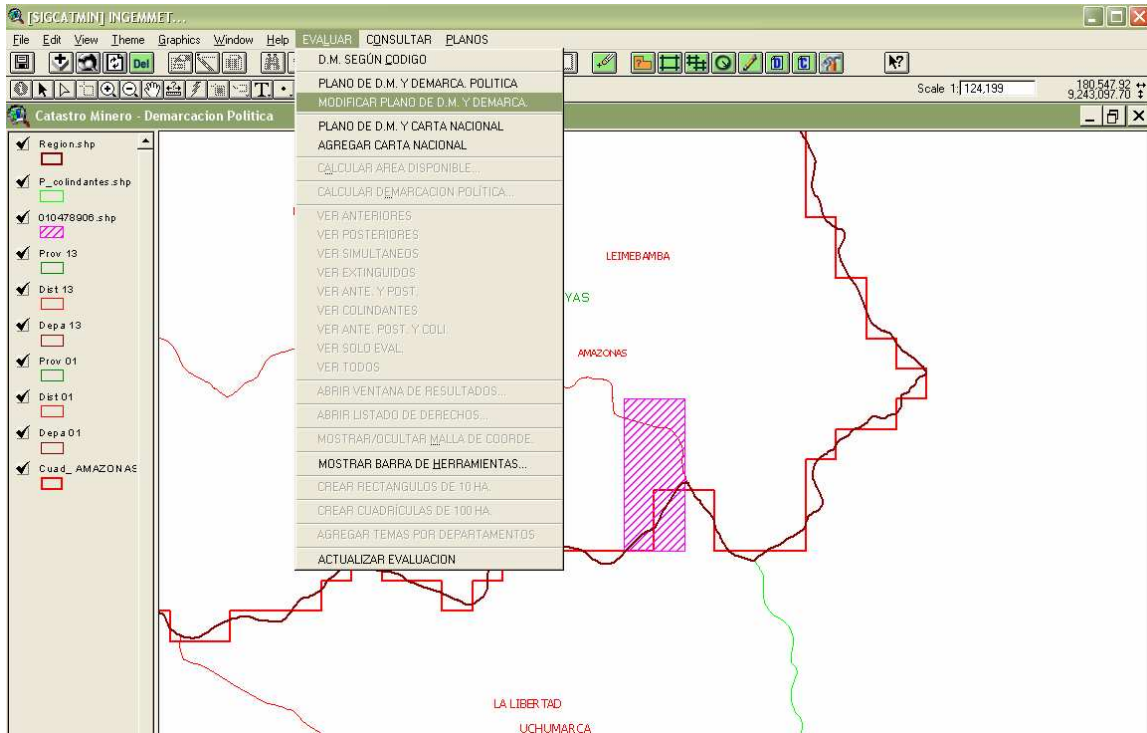 [SIGCATMIN] INGEMMET...
File Edit View Theme Graphics Window Help EVALUAR CONSULTAR PLANOS
Del
D C
T
Scale 1: 124,199
180,547.92
9,243,097.70
Catastro Minero - Demarcacion Politica
Region.shp
P_colindantes.shp
010478906.shp
Prov 13
Dist 13
Depa 13
Prov 01
Dist 01
Depa 01
Cuad_ AMAZONAS
D.M. SEGÚN CODIGO
PLANO DE D.M. Y DEMARCA. POLITICA
MODIFICAR PLANO DE D.M. Y DEMARCA.
PLANO DE D.M. Y CARTA NACIONAL
AGREGAR CARTA NACIONAL
CALCULAR AREA DISPONIBLE...
CALCULAR DEMARCACION POLÍTICA...
VER ANTERIORES
VER POSTERIORES
VER SIMULTANEOS
VER EXTINGUIDOS
VER ANTE. Y POST.
VER COLINDANTES
VER ANTE. POST. Y COLI.
VER SOLO EVAL.
VER TODOS
ABRIR VENTANA DE RESULTADOS...
ABRIR LISTADO DE DERECHOS...
MOSTRAR/OCULTAR MALLA DE COORDE.
MOSTRAR BARRA DE HERRAMIENTAS...
CREAR RECTANGULOS DE 10 HA.
CREAR CUADRÍCULAS DE 100 HA.
AGREGAR TEMAS POR DEPARTAMENTOS
ACTUALIZAR EVALUACION
LEIMEBAMBA
YAS
AMAZONAS
LA LIBERTAD
UCHUMARCA